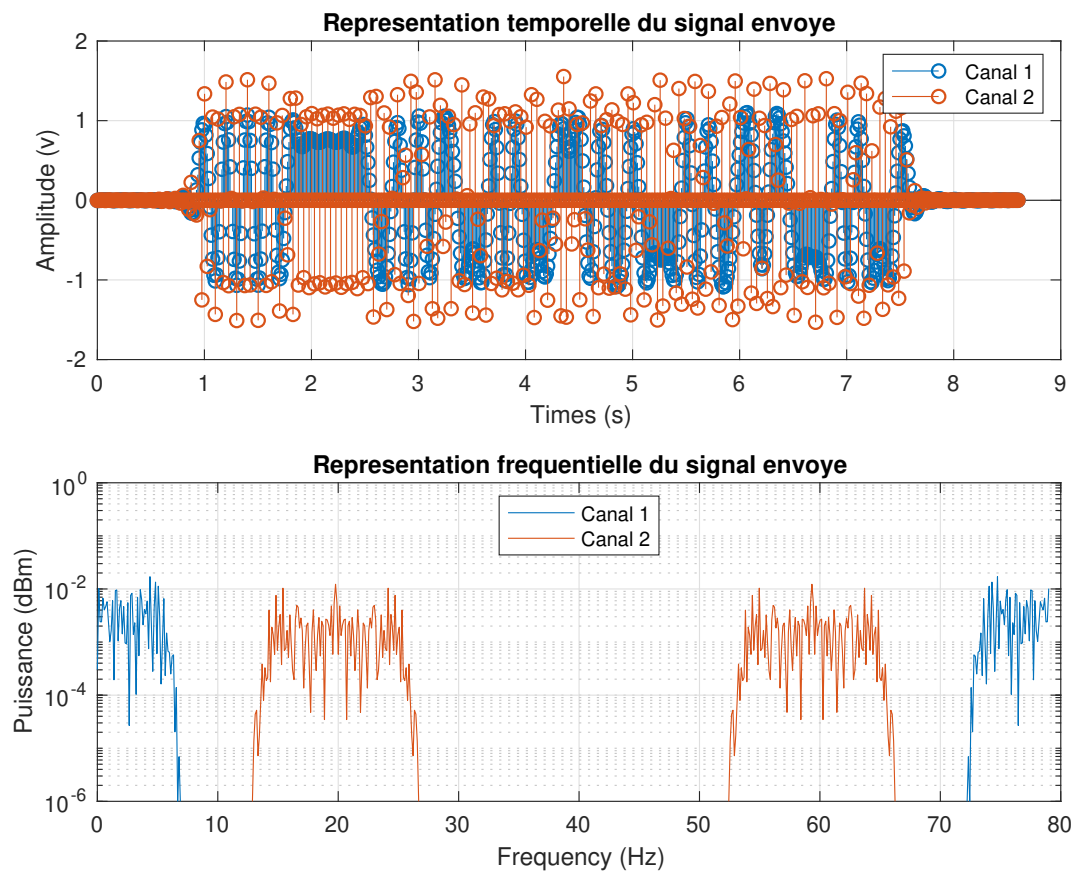 Representation temporelle du signal envoye
2
1
0
-1
-2
Amplitude (v)
Canal 1
Canal 2
0 1 2 3 4 5 6 7 8 9
Times (s)
Representation frequentielle du signal envoye
10^0
10^-2
10^-4
10^-6
Puissance (dBm)
Canal 1
Canal 2
0 10 20 30 40 50 60 70 80
Frequency (Hz)